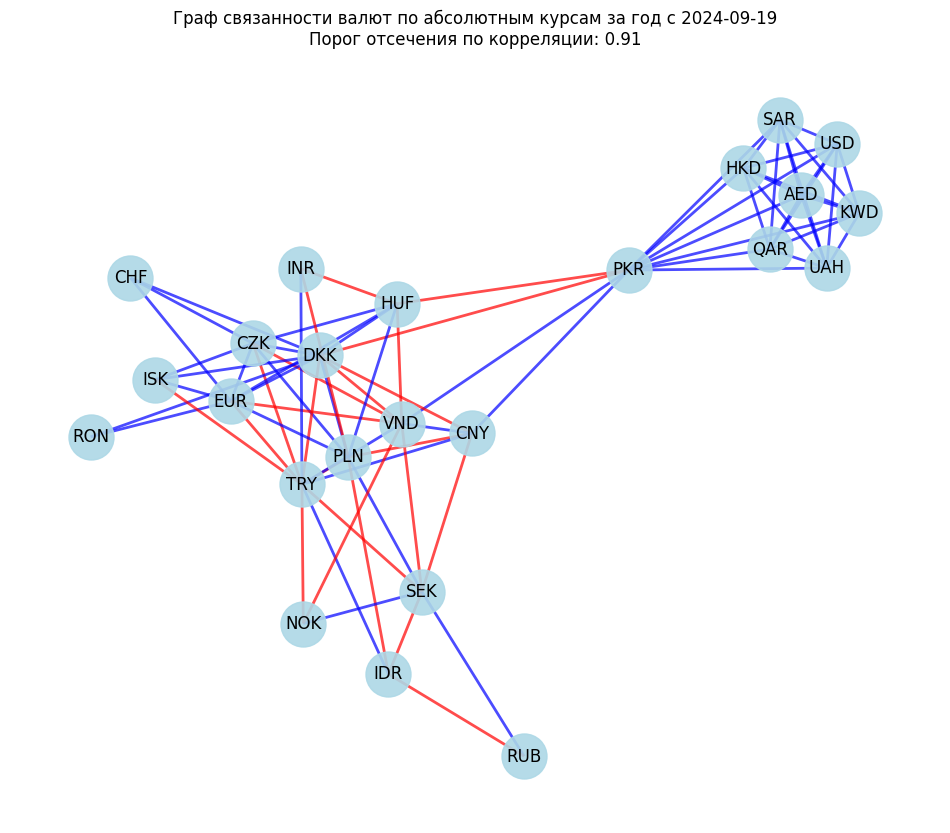 Граф связанности валют по абсолютным курсам за год с 2024-09-19
Порог отсечения по корреляции: 0.91
SAR
USD
HKD
AED
KWD
QAR
UAH
PKR
INR
CHF
HUF
CZK
DKK
ISK
EUR
VND
CNY
RON
PLN
TRY
SEK
NOK
IDR
RUB